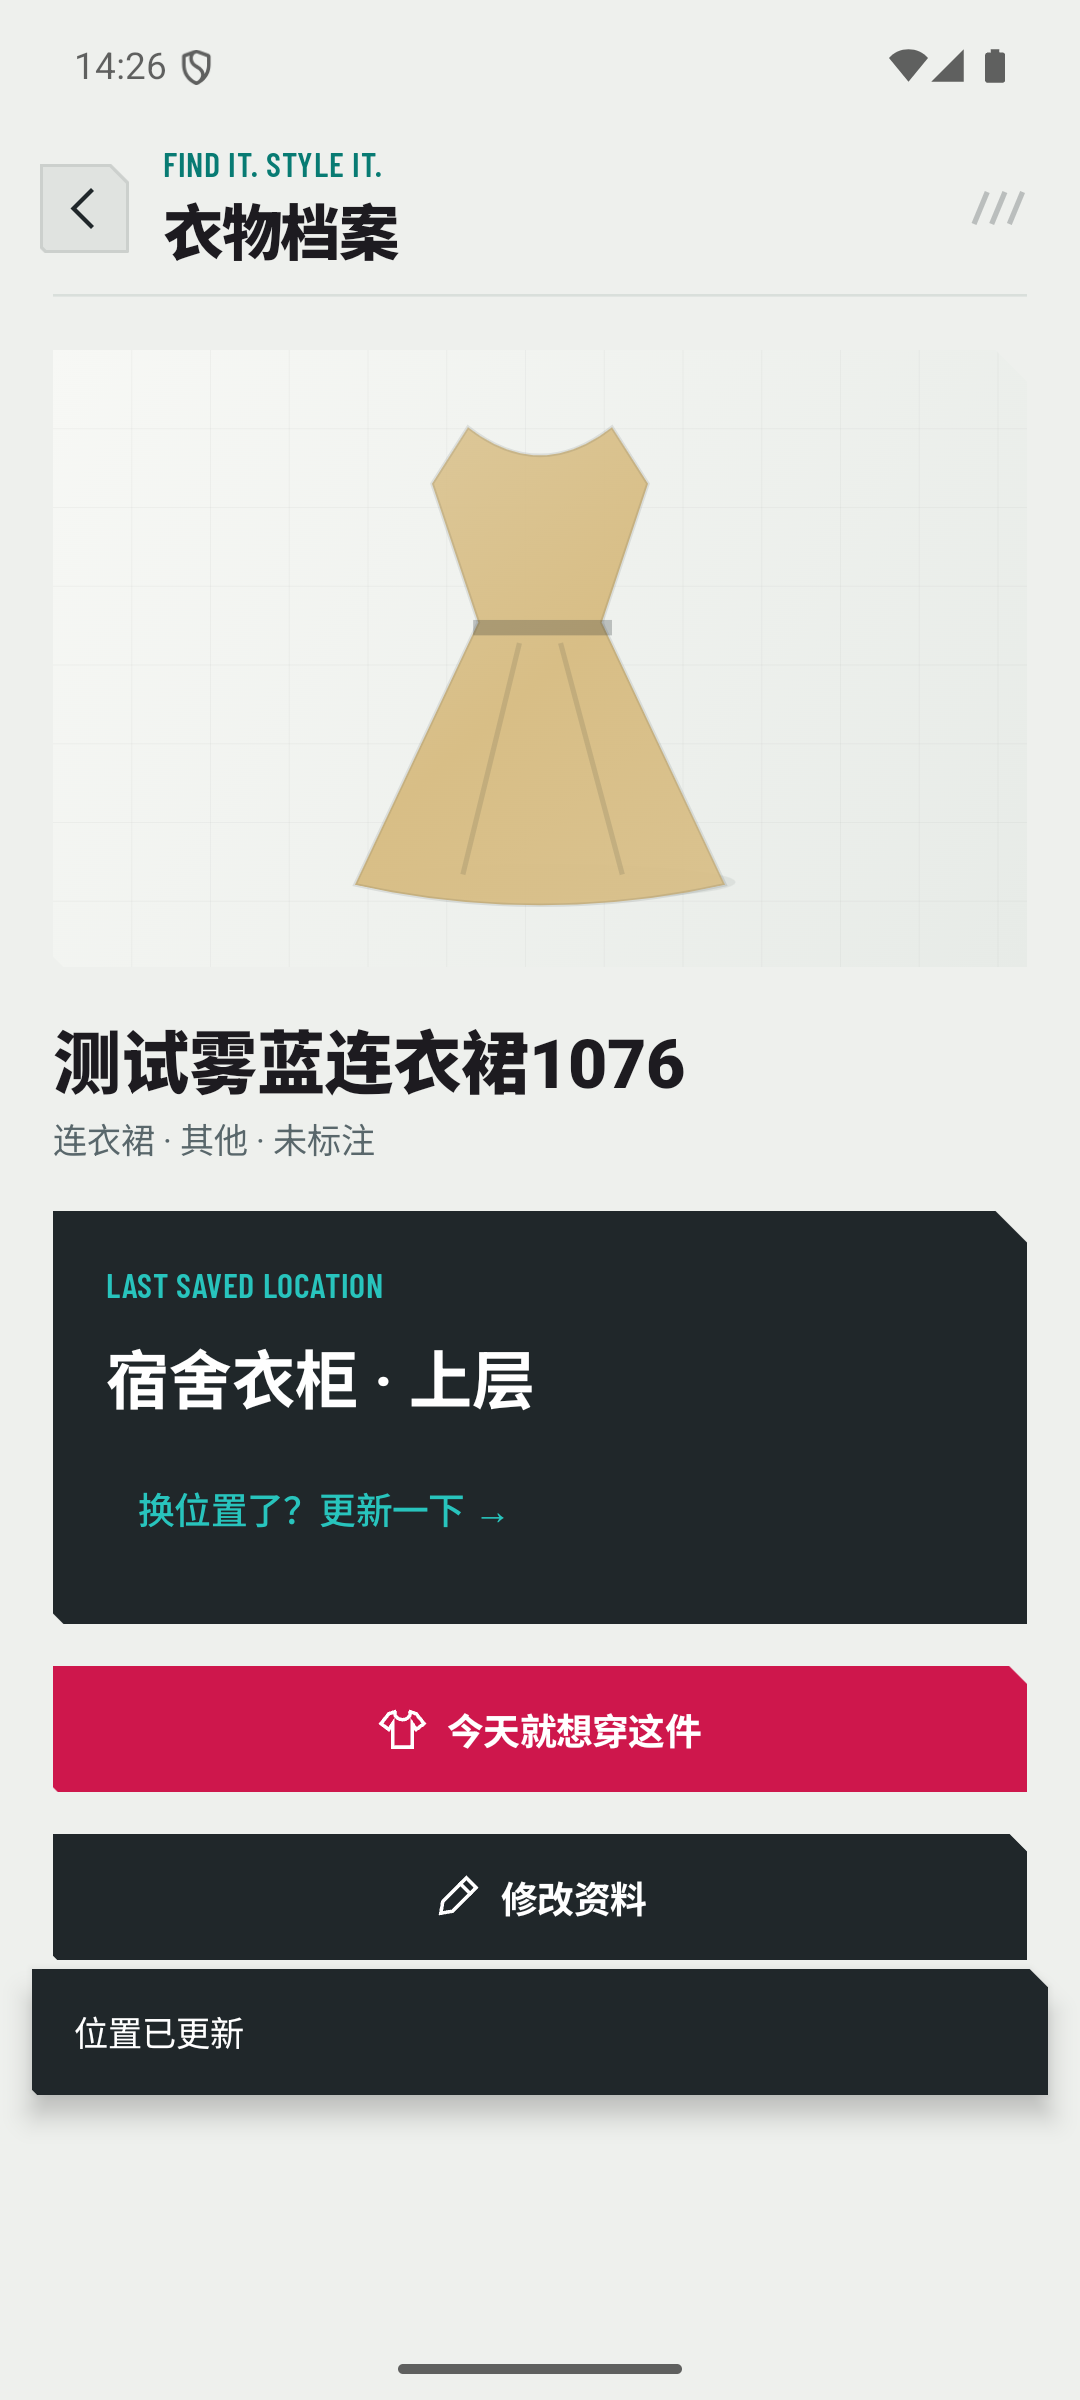 14:26
FIND IT. STYLE IT.
衣物档案
测试雾蓝连衣裙1076
连衣裙 · 其他 · 未标注
LAST SAVED LOCATION
宿舍衣柜 · 上层
换位置了？更新一下 →
今天就想穿这件
修改资料
位置已更新